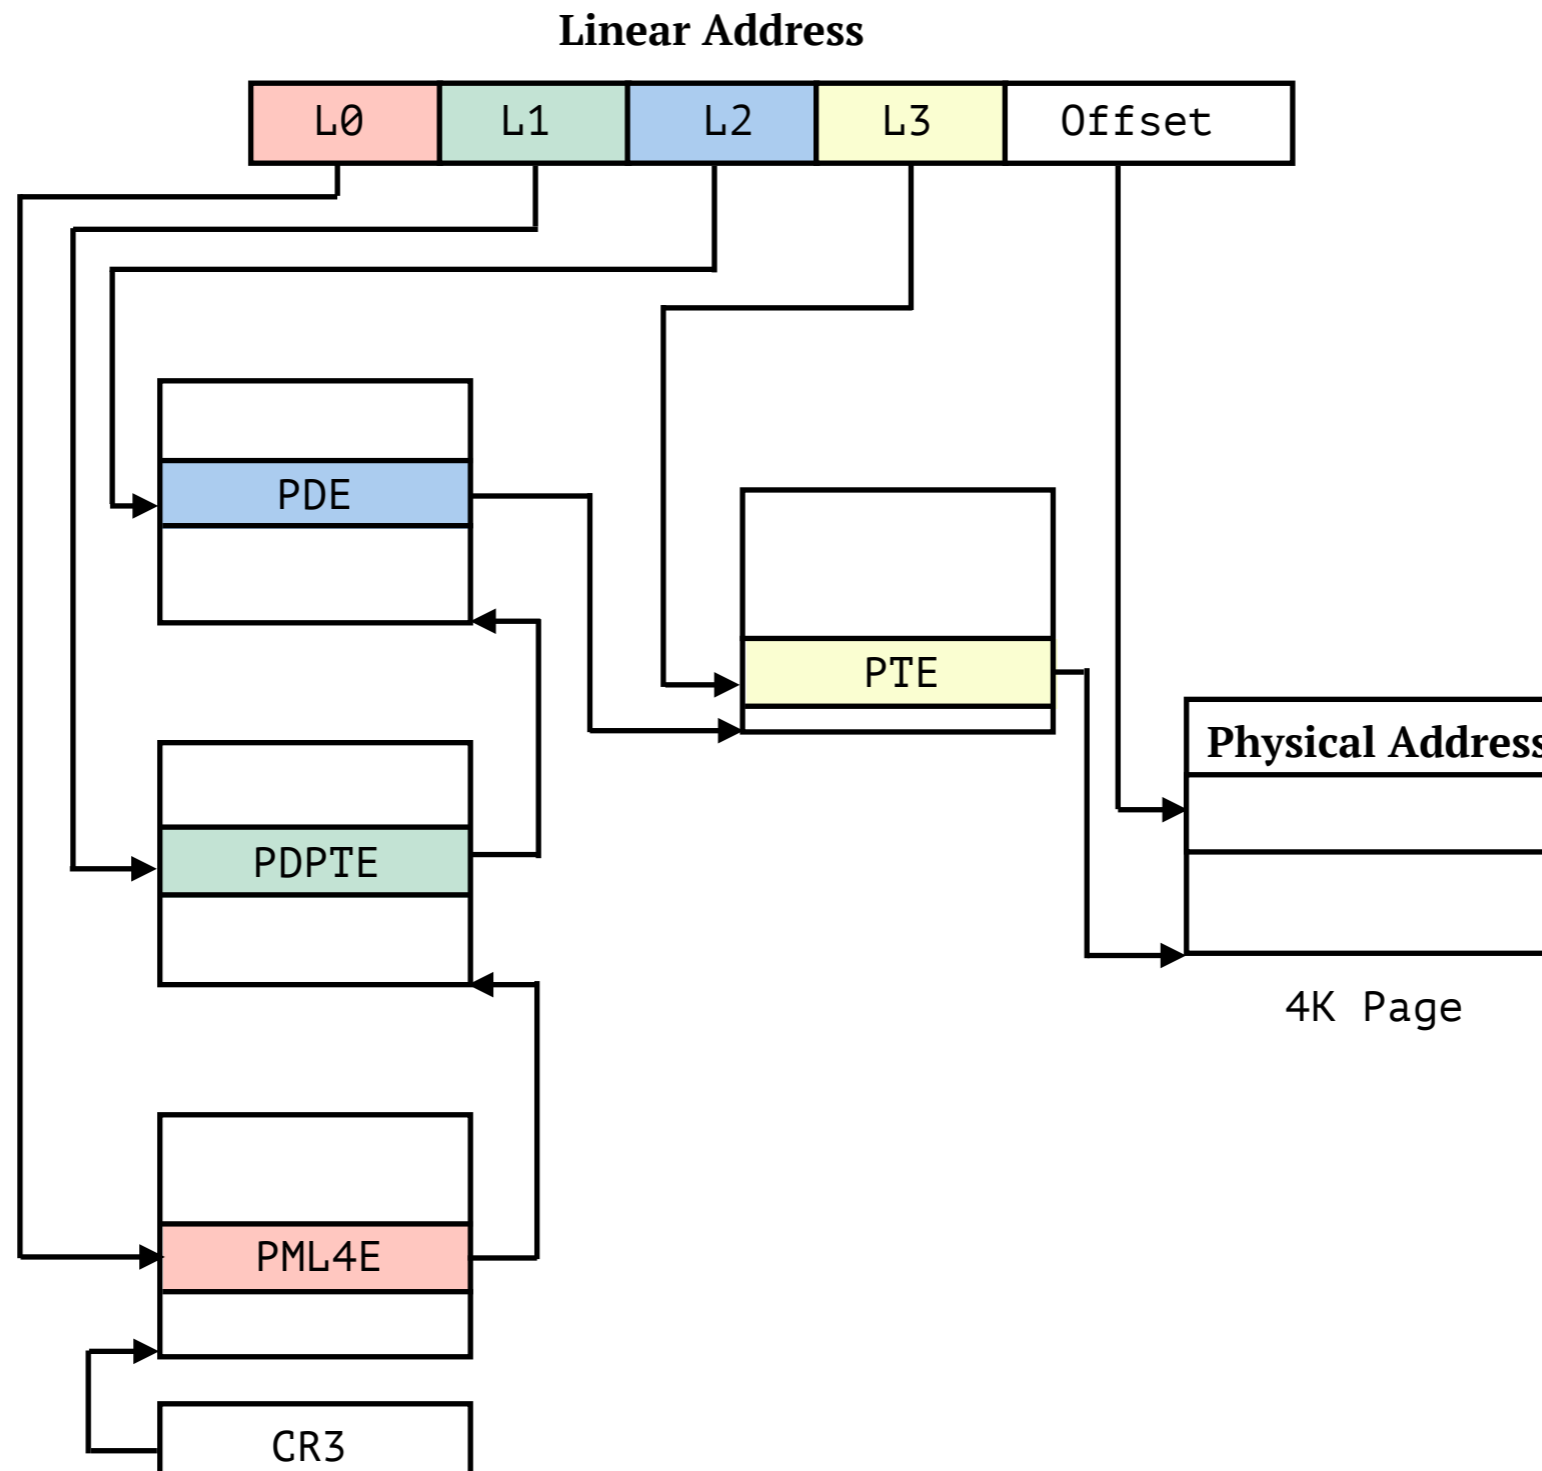 Linear Address
L0 L1 L2 L3 Offset
PDE
PTE
Physical Address
PDPTE
4K Page
PML4E
CR3